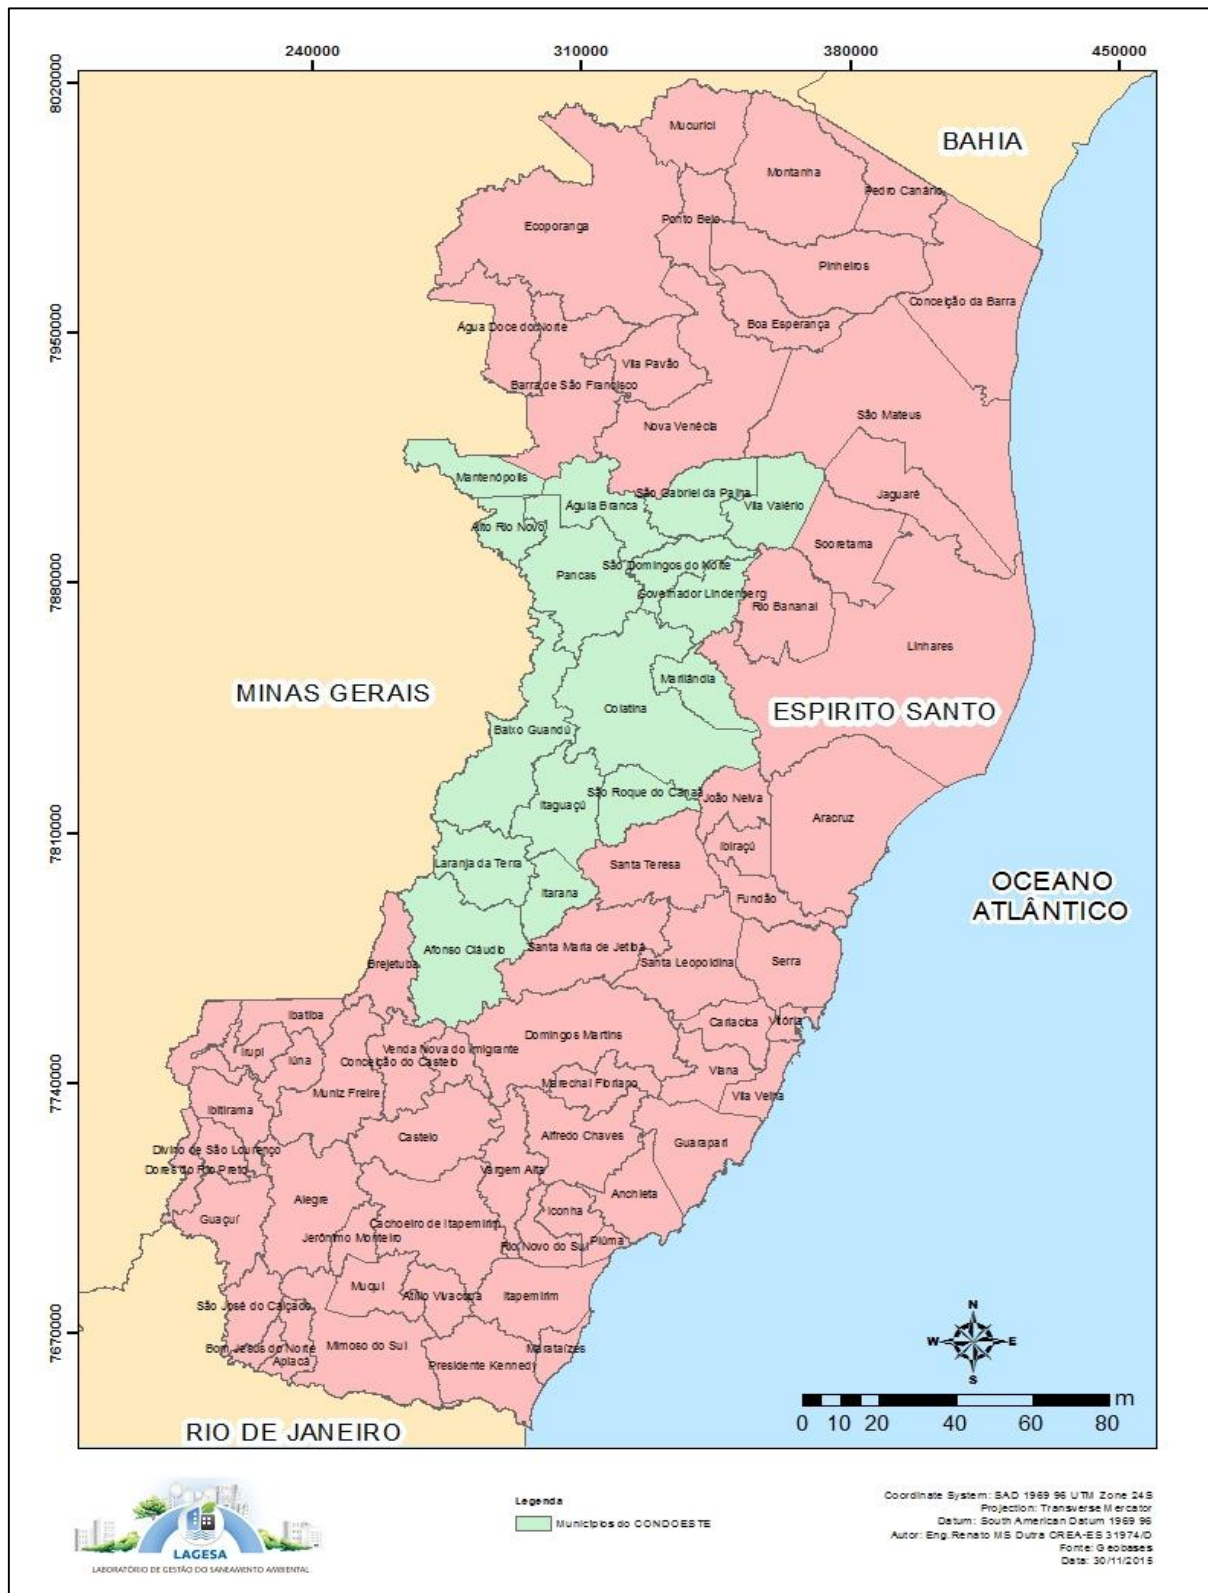 240000 310000 380000 450000
8020000
7950000
7880000
7810000
7740000
7670000
BAHIA
Mucurici
Montanha
Pedro Canário
Ecoporanga
Ponto Belo
Pinheiros
Conceição da Barra
Água Doce do Norte
Boa Esperança
Vila Pavão
Barra de São Francisco
São Mateus
Nova Venécia
Mantenópolis
São Gabriel da Palha
Jaguaré
Águia Branca
Vila Valério
Alto Rio Novo
Sooretama
São Domingos do Norte
Pancas
Governador Lindenberg
Rio Bananal
Linhares
Marilândia
MINAS GERAIS
Colatina
ESPIRITO SANTO
Baixo Guandú
São Roque do Canaã
João Neiva
Itaguaçú
Aracruz
Ibiraçú
Laranja da Terra
Santa Teresa
OCEANO
ATLÂNTICO
Itarana
Fundão
Afonso Cláudio
Santa Maria de Jetibá
Brejetuba
Santa Leopoldina
Serra
Ibatiba
Cariacica
Vitória
Domingos Martins
Irupi
Venda Nova do Imigrante
Iúna
Conceição do Castelo
Viana
Marechal Floriano
Muniz Freire
Vila Velha
Ibitirama
Castelo
Alfredo Chaves
Guarapari
Divino de São Lourenço
Dores do Rio Preto
Vargem Alta
Anchieta
Alegre
Iconha
Guaçuí
Cachoeiro de Itapemirim
Jerônimo Monteiro
Rio Novo do Sul
Piúma
Muqui
Atílio Vivacqua
Itapemirim
São José do Calçado
Bom Jesus do Norte
Mimoso do Sul
Marataízes
Apiacá
Presidente Kennedy
RIO DE JANEIRO
N
W E
S
m
0 10 20 40 60 80
LAGESA
LABORATÓRIO DE GESTÃO DO SANEAMENTO AMBIENTAL
Legenda
Municípios do CONDOESTE
Coordinate System: SAD 1969 96 UTM Zone 24S
Projection: Transverse Mercator
Datum: South American Datum 1969 96
Autor: Eng.Renato MS Dutra CREA-ES 31974/D
Fonte: Geobases
Data: 30/11/2015